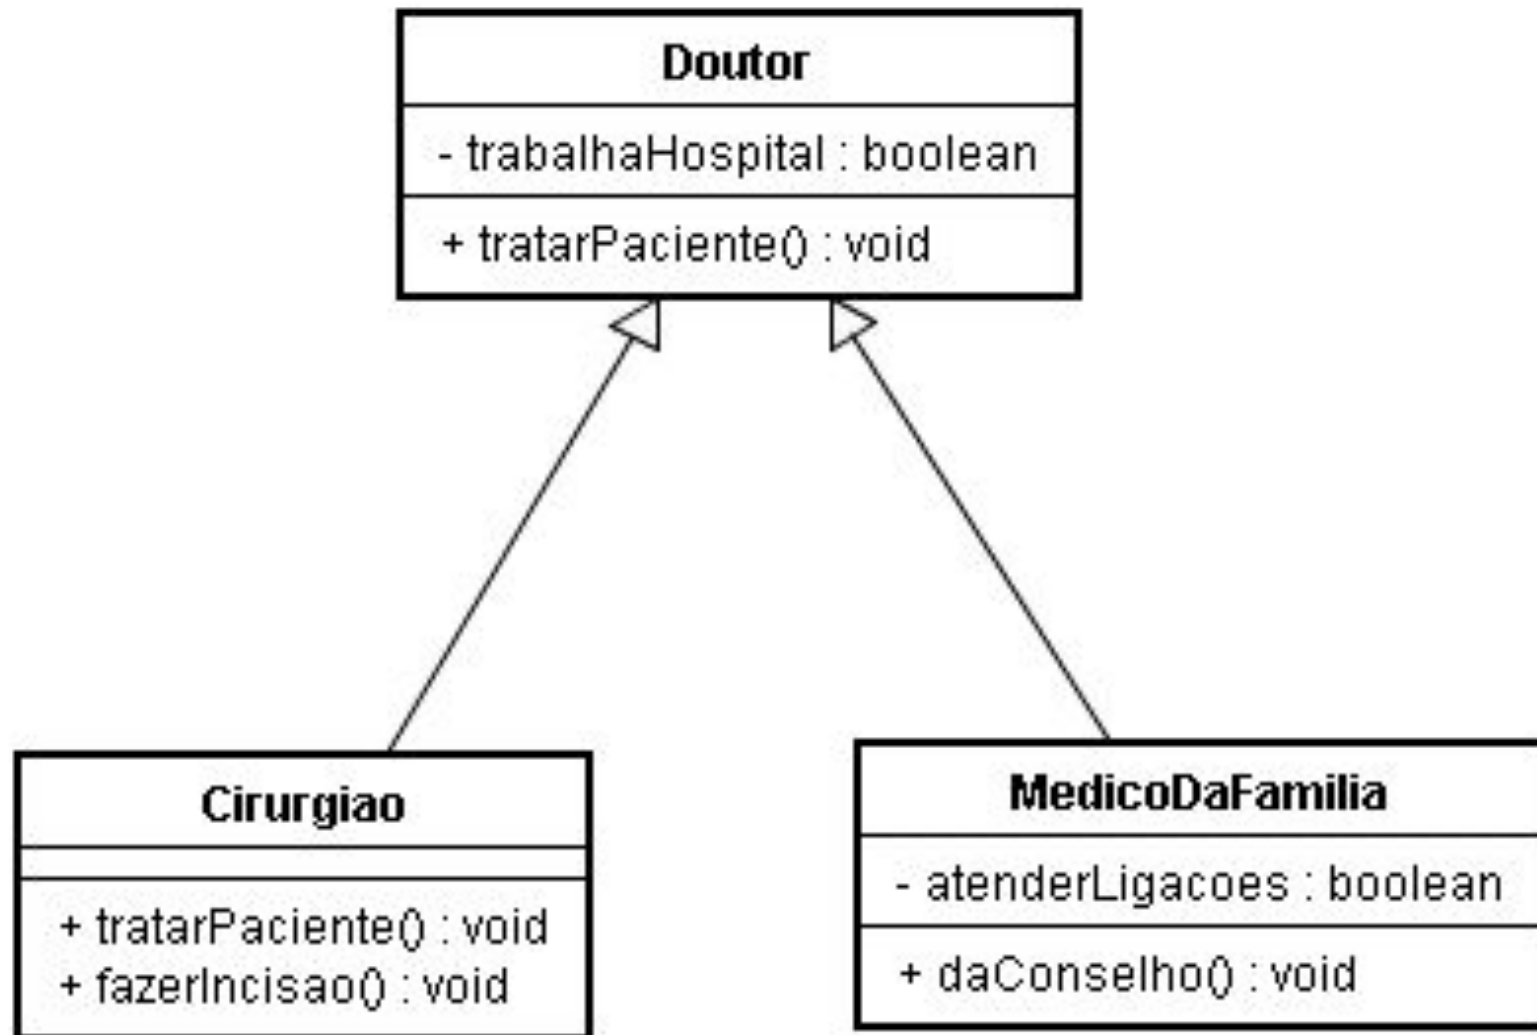 Doutor
- trabalhaHospital : boolean
+ tratarPaciente() : void
Cirurgiao
+ tratarPaciente() : void
+ fazerIncisao() : void
MedicoDaFamilia
- atenderLigacoes : boolean
+ daConselho() : void